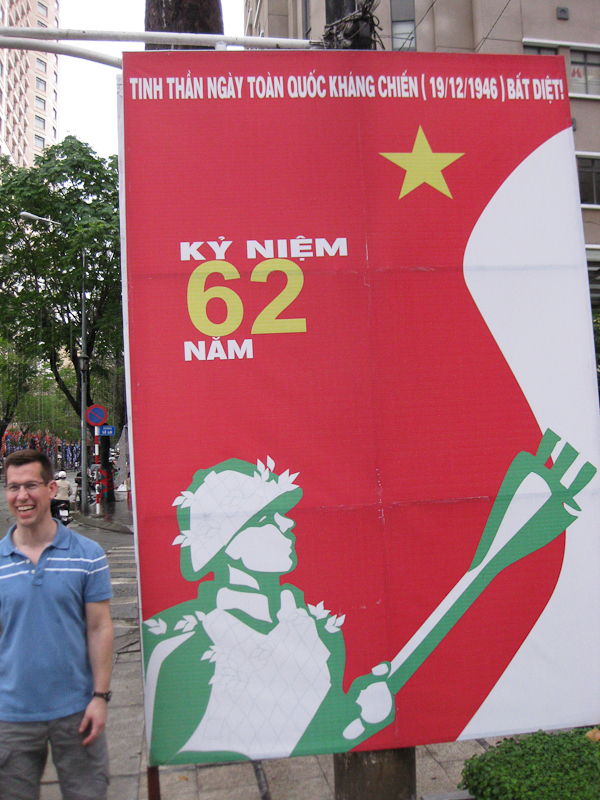 TINH THẦN NGÀY TOÀN QUỐC KHÁNG CHIẾN ( 19/12/1946 ) BẤT DIỆT!
KỶ NIỆM
62
NĂM